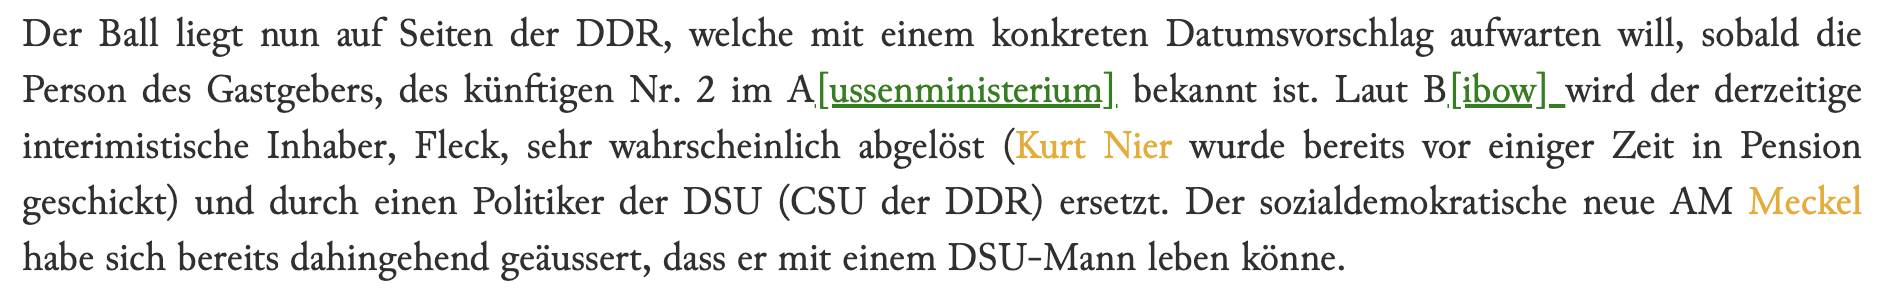 Der Ball liegt nun auf Seiten der DDR, welche mit einem konkreten Datumsvorschlag aufwarten will, sobald die
Person des Gastgebers, des künftigen Nr. 2 im A[ussenministerium] bekannt ist. Laut B[ibow] wird der derzeitige
interimistische Inhaber, Fleck, sehr wahrscheinlich abgelöst (Kurt Nier wurde bereits vor einiger Zeit in Pension
geschickt) und durch einen Politiker der DSU (CSU der DDR) ersetzt. Der sozialdemokratische neue AM Meckel
habe sich bereits dahingehend geäussert, dass er mit einem DSU-Mann leben könne.